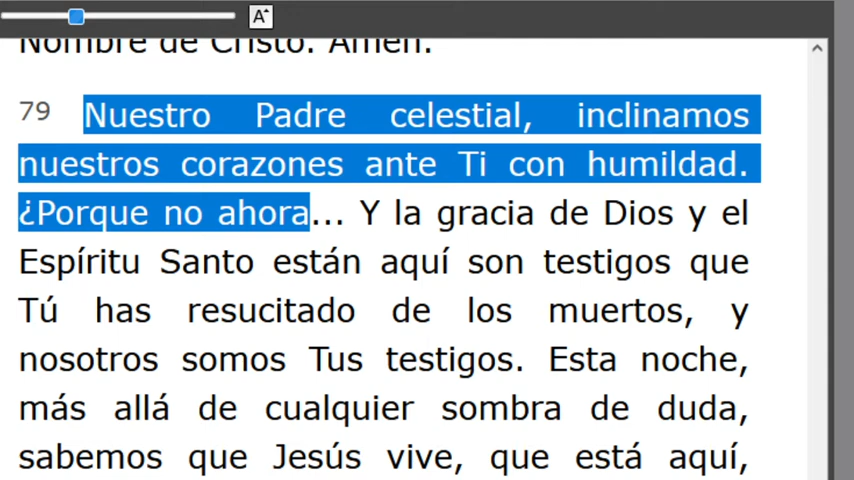 A
Nombre de Cristo. Amén.
79 Nuestro Padre celestial, inclinamos
nuestros corazones ante Ti con humildad.
¿Porque no ahora… Y la gracia de Dios y el
Espíritu Santo están aquí son testigos que
Tú has resucitado de los muertos, y
nosotros somos Tus testigos. Esta noche,
más allá de cualquier sombra de duda,
sabemos que Jesús vive, que está aquí,